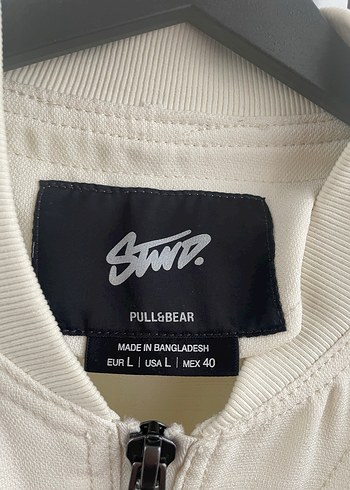 STWD.
PULL&BEAR
MADE IN BANGLADESH
EUR L | USA L | MEX 40